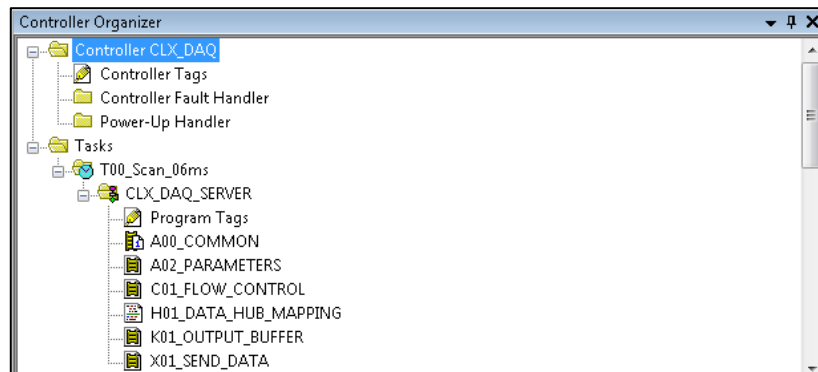 Controller Organizer
Controller CLX_DAQ
Controller Tags
Controller Fault Handler
Power-Up Handler
Tasks
T00_Scan_06ms
CLX_DAQ_SERVER
Program Tags
A00_COMMON
A02_PARAMETERS
C01_FLOW_CONTROL
H01_DATA_HUB_MAPPING
K01_OUTPUT_BUFFER
X01_SEND_DATA